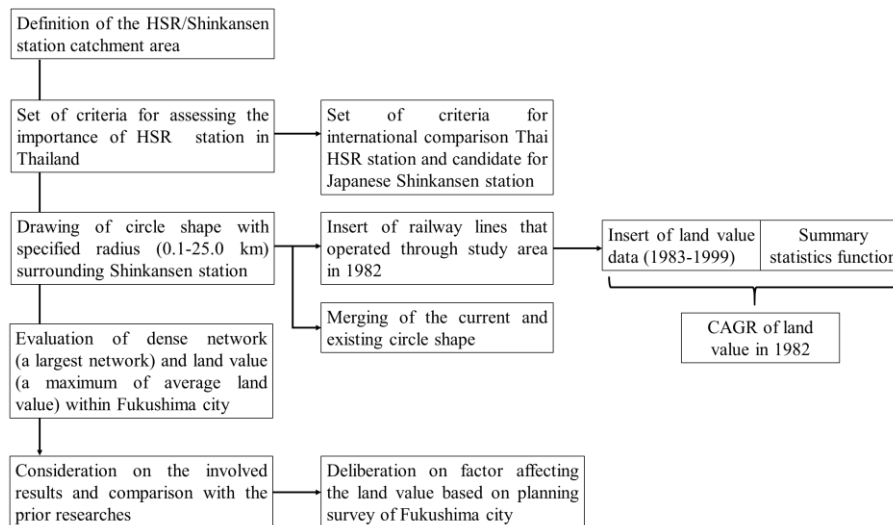 Definition of the HSR/Shinkansen
station catchment area
Set of criteria for assessing the
importance of HSR station in
Thailand
Set of criteria for
international comparison Thai
HSR station and candidate for
Japanese Shinkansen station
Drawing of circle shape with
specified radius (0.1-25.0 km)
surrounding Shinkansen station
Insert of railway lines that
operated through study area
in 1982
Insert of land value
data (1983-1999)
Summary
statistics function
Merging of the current and
existing circle shape
CAGR of land
value in 1982
Evaluation of dense network
(a largest network) and land value
(a maximum of average land
value) within Fukushima city
Consideration on the involved
results and comparison with the
prior researches
Deliberation on factor affecting
the land value based on planning
survey of Fukushima city